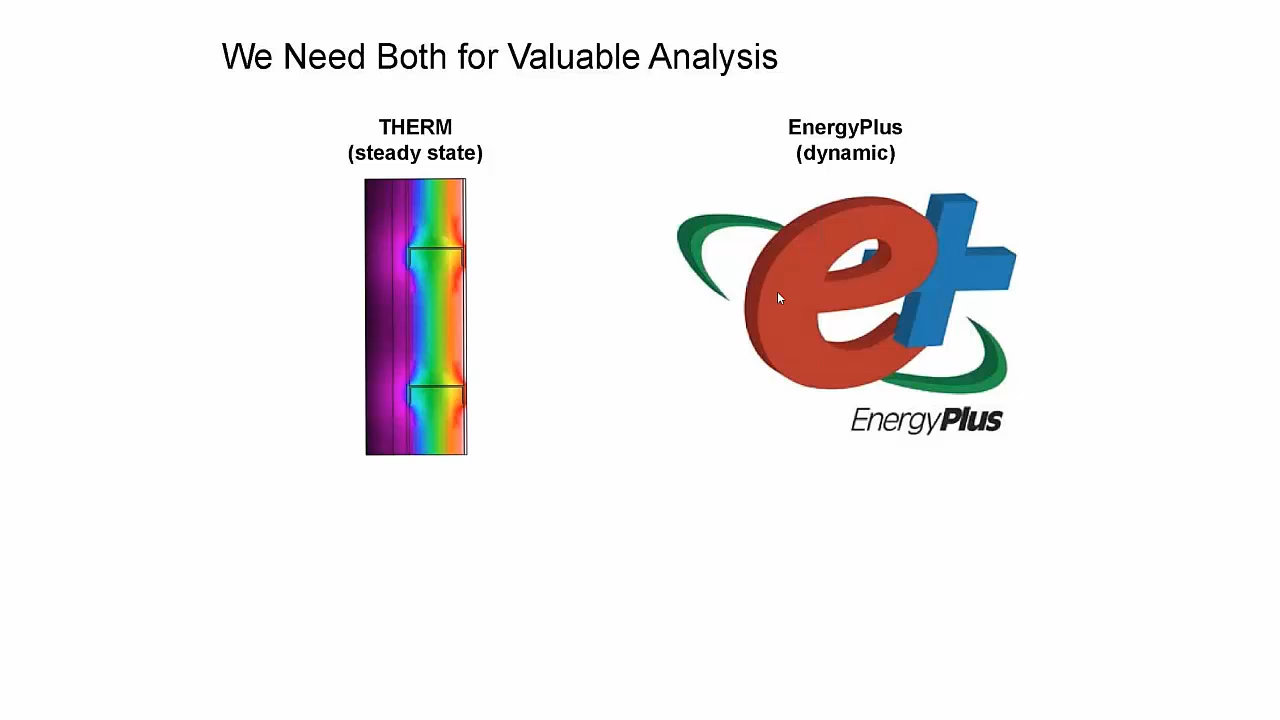 We Need Both for Valuable Analysis
THERM
(steady state)
EnergyPlus
(dynamic)
e+
EnergyPlus